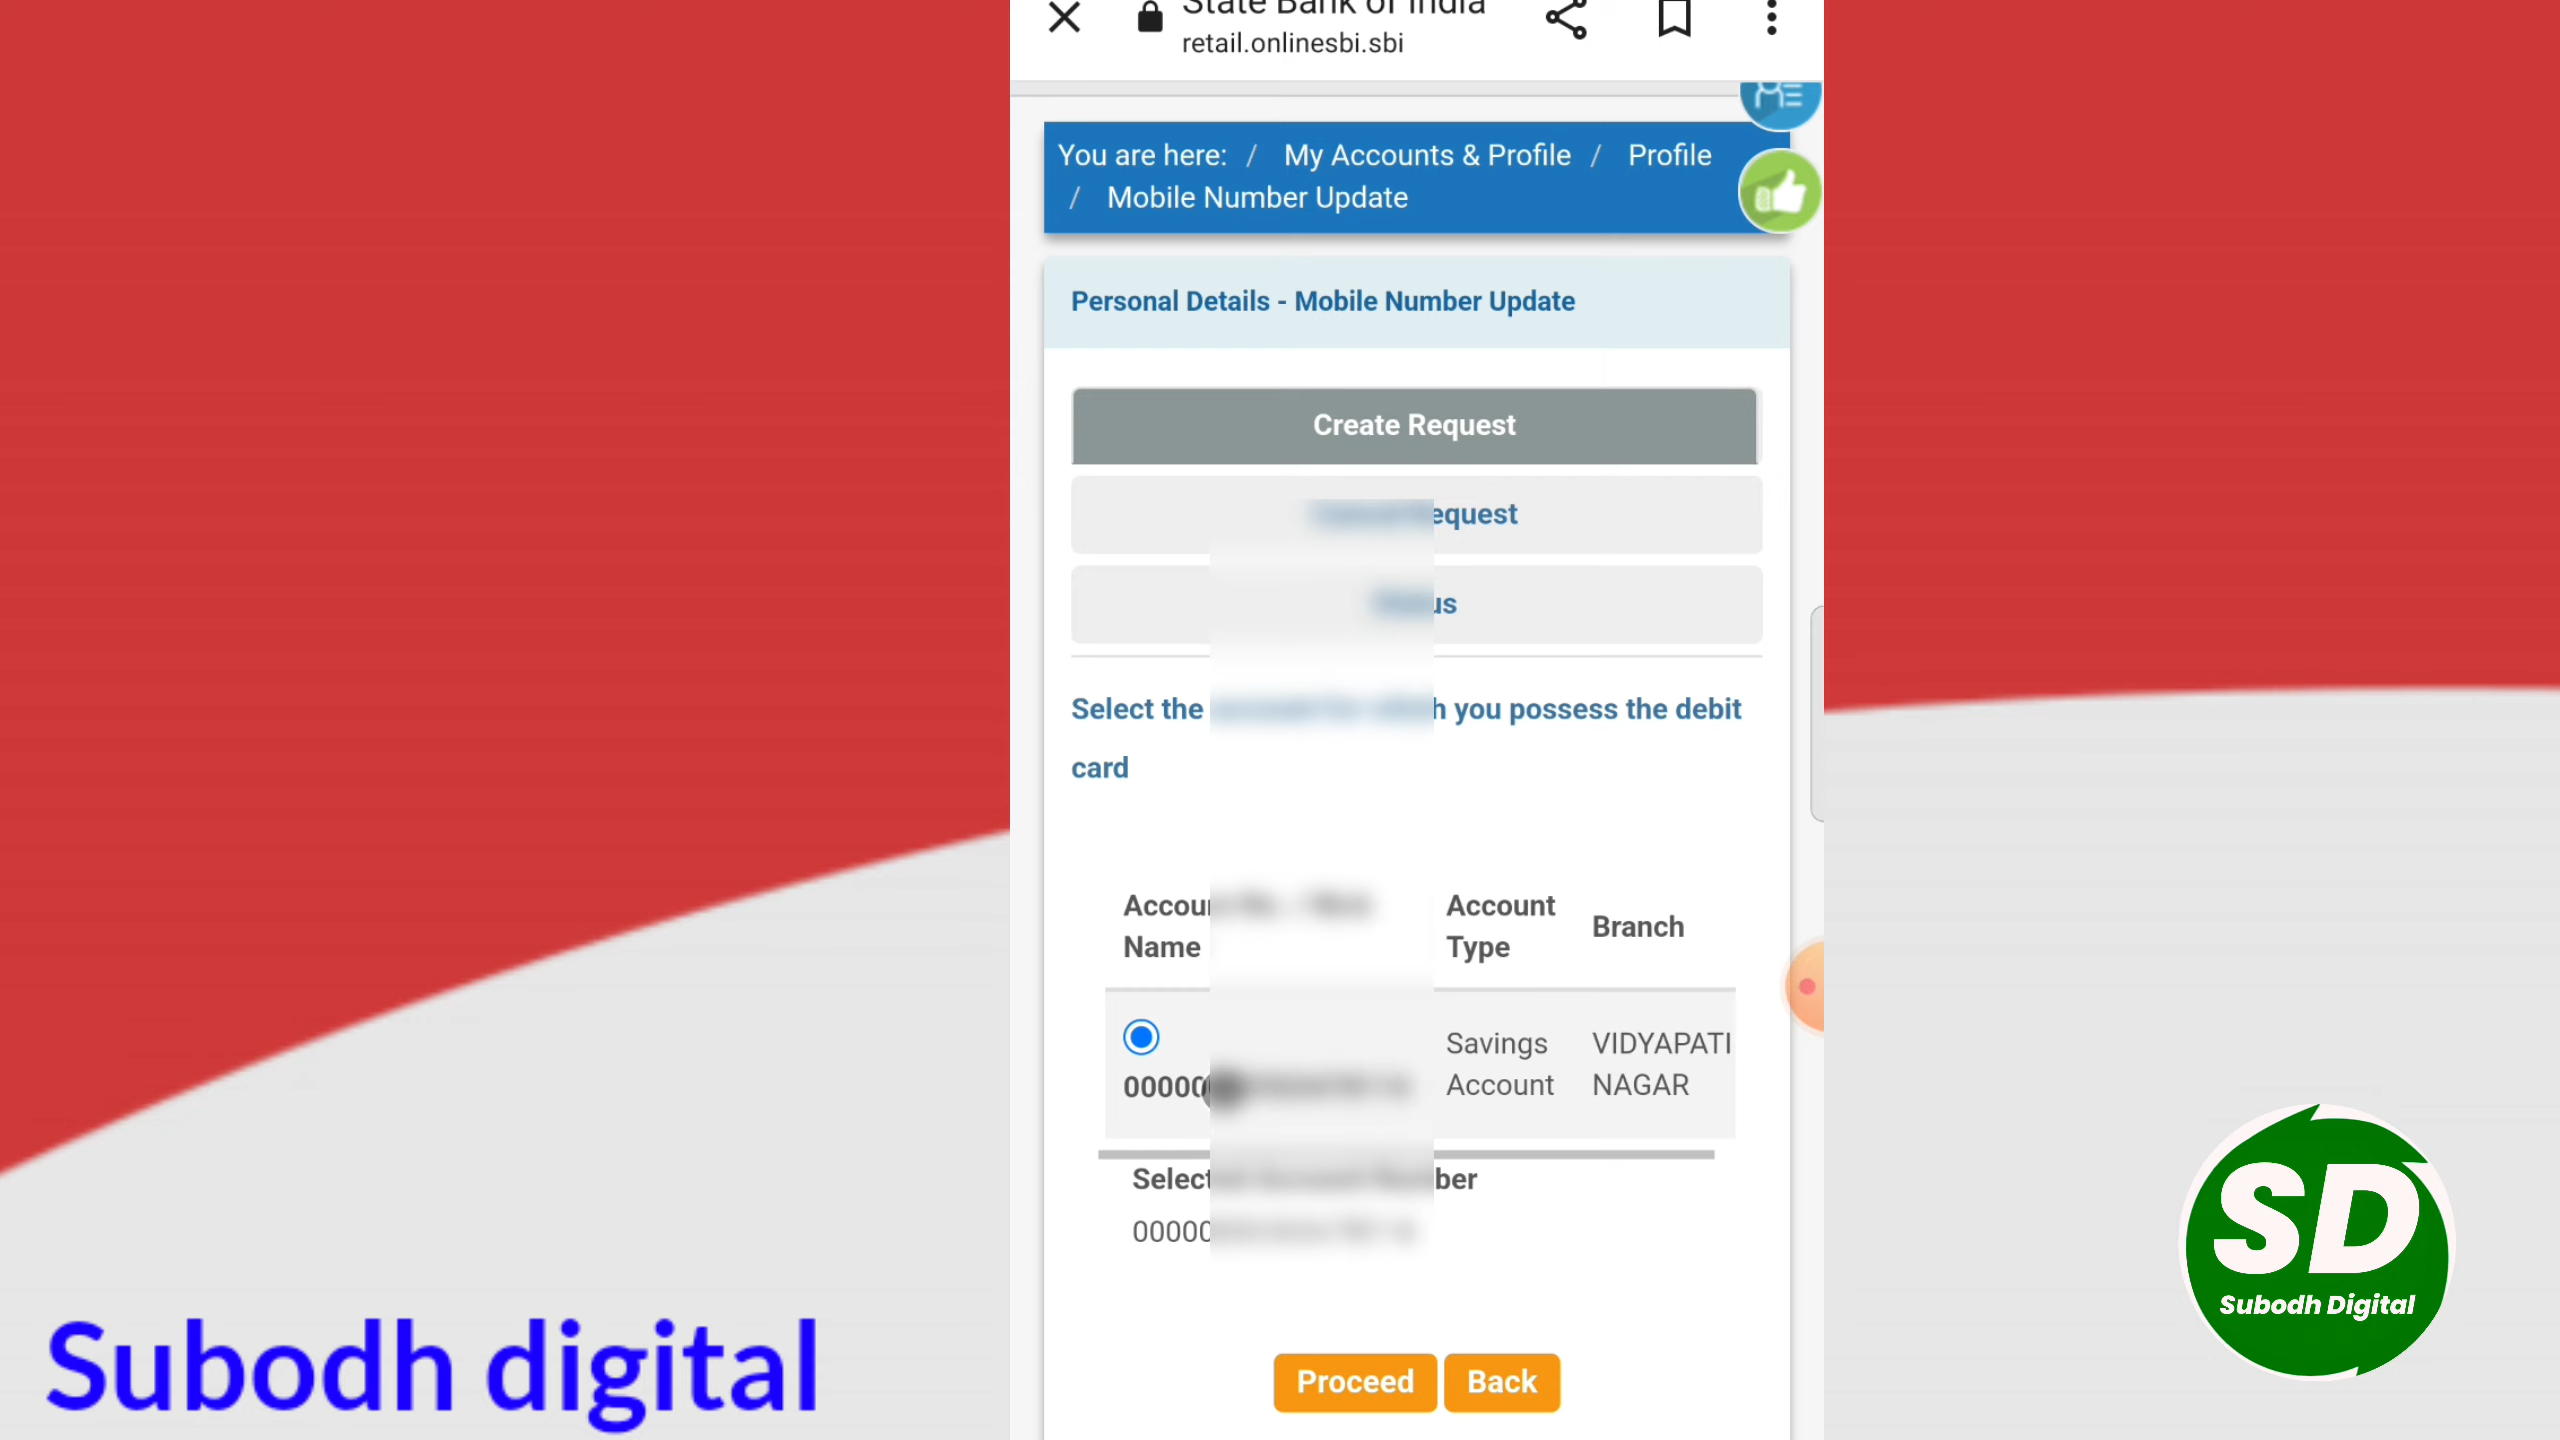 State Bank of India
retail.onlinesbi.sbi
You are here: / My Accounts & Profile / Profile
/ Mobile Number Update
Personal Details - Mobile Number Update
Create Request
equest
us
Select the h you possess the debit
card
Account Type
Name
Branch
Savings Account
VIDYAPATI NAGAR
00000
Select ber
00000
Proceed Back
Subodh digital
SD
Subodh Digital